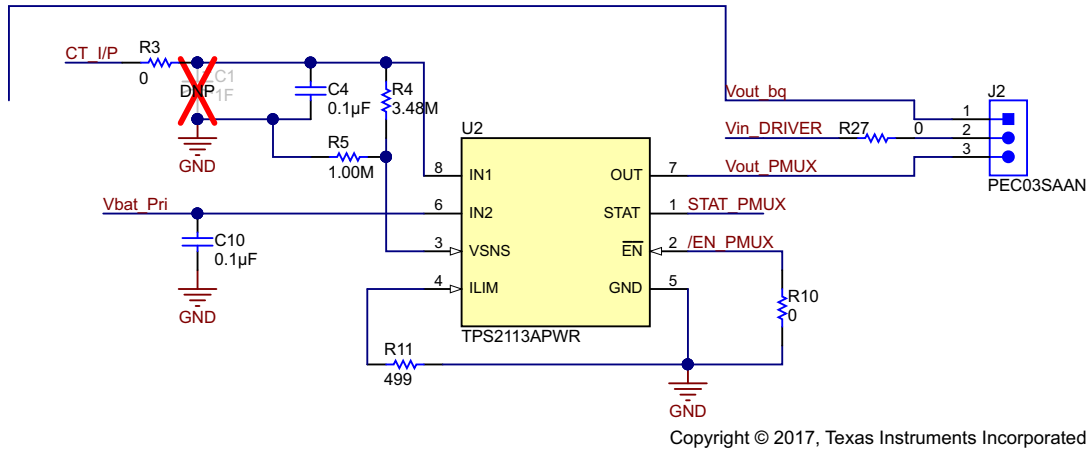 CT_I/P
R3
0
C1
DNP
1F
GND
C4
0.1µF
R4
3.48M
R5
1.00M
Vbat_Pri
C10
0.1µF
GND
U2
8
IN1
6
IN2
3
VSNS
4
ILIM
OUT
7
STAT
1
EN
2
GND
5
TPS2113APWR
R11
499
Vout_bq
Vin_DRIVER
R27
0
Vout_PMUX
STAT_PMUX
/EN_PMUX
R10
0
GND
J2
1
2
3
PEC03SAAN
Copyright © 2017, Texas Instruments Incorporated